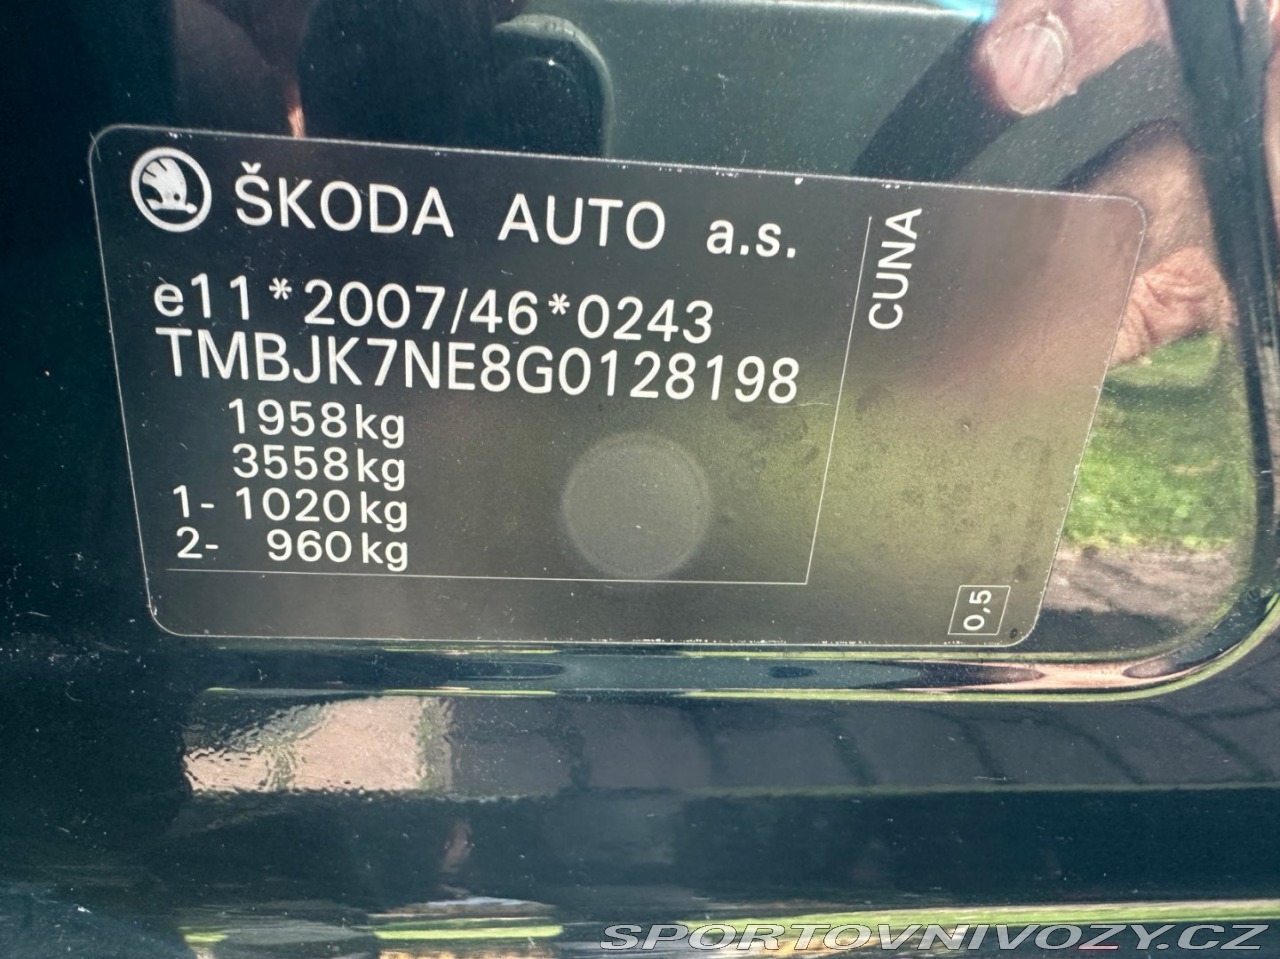 ŠKODA AUTO a.s.
e11*2007/46*0243
TMBJK7NE8G0128198
1958kg
3558kg
1- 1020kg
2- 960kg
CUNA
0,5
SPORTOVNIVOZY.CZ